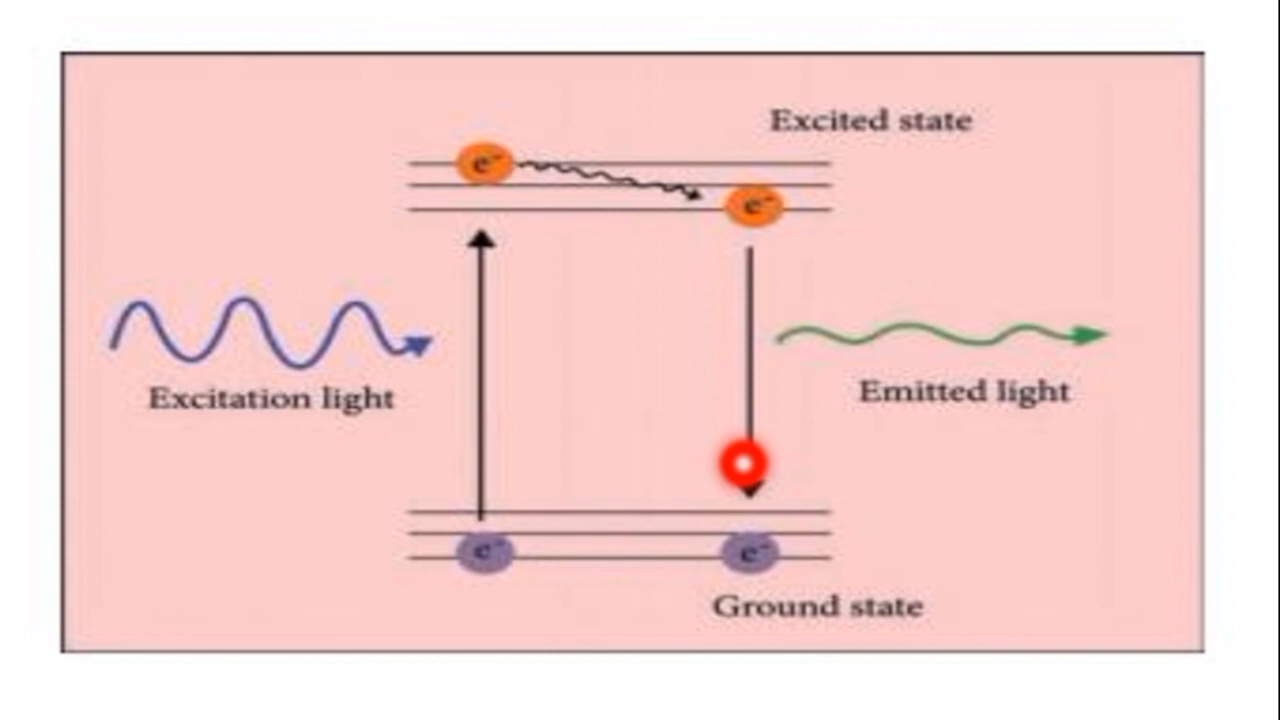 Excited state
e⁻
e⁻
Excitation light
Emitted light
e⁻
e⁻
Ground state